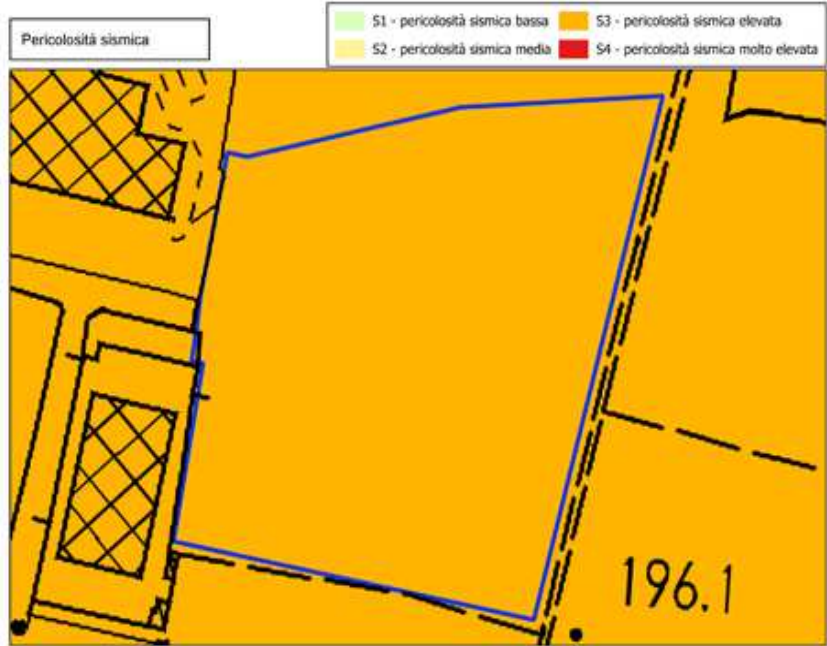 Pericolosità sismica
S1 - pericolosità sismica bassa
S2 - pericolosità sismica media
S3 - pericolosità sismica elevata
S4 - pericolosità sismica molto elevata
196.1